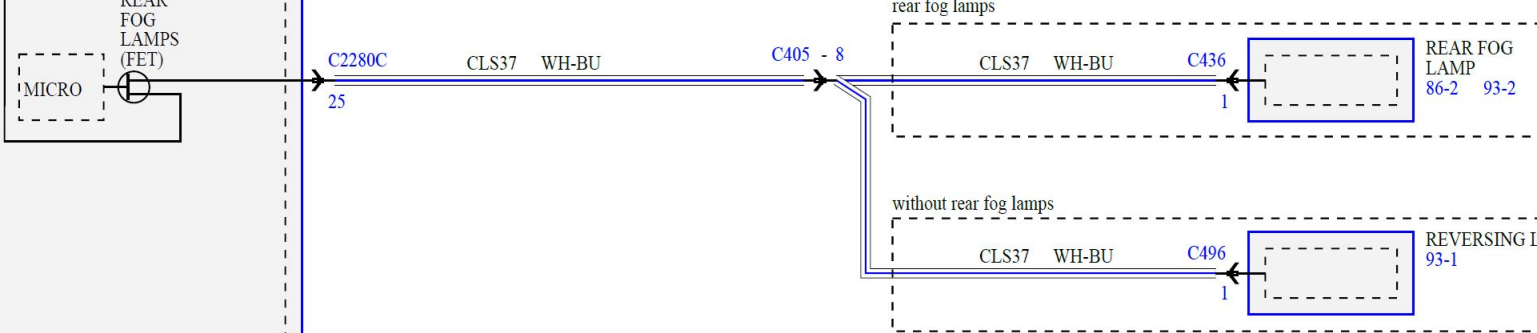 rear fog lamps
REAR
FOG
LAMPS
(FET)
MICRO
C2280C
25
CLS37 WH-BU
C405 - 8
CLS37 WH-BU
C436
1
REAR FOG
LAMP
86-2 93-2
without rear fog lamps
CLS37 WH-BU
C496
1
REVERSING L
93-1